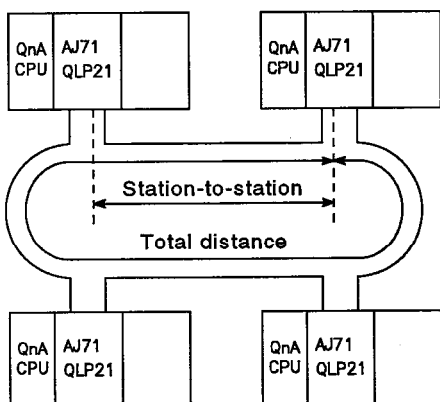 QnA
CPU
AJ71
QLP21
QnA
CPU
AJ71
QLP21
Station-to-station
Total distance
QnA
CPU
AJ71
QLP21
QnA
CPU
AJ71
QLP21